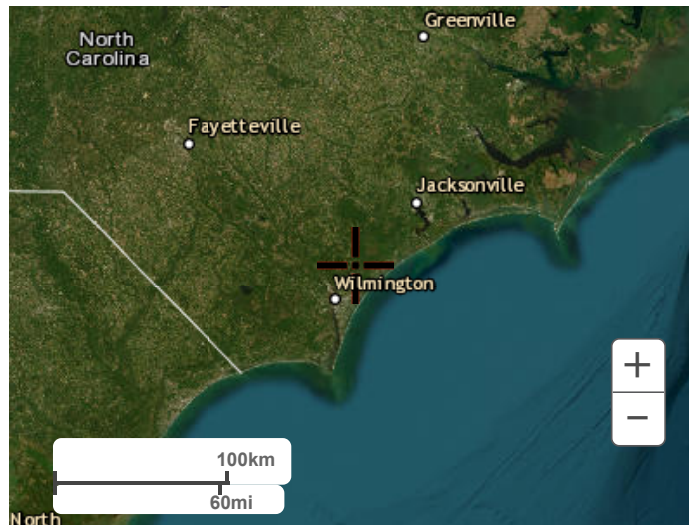 Greenville
North
Carolina
Fayetteville
Jacksonville
Wilmington
+
−
100km
60mi
North